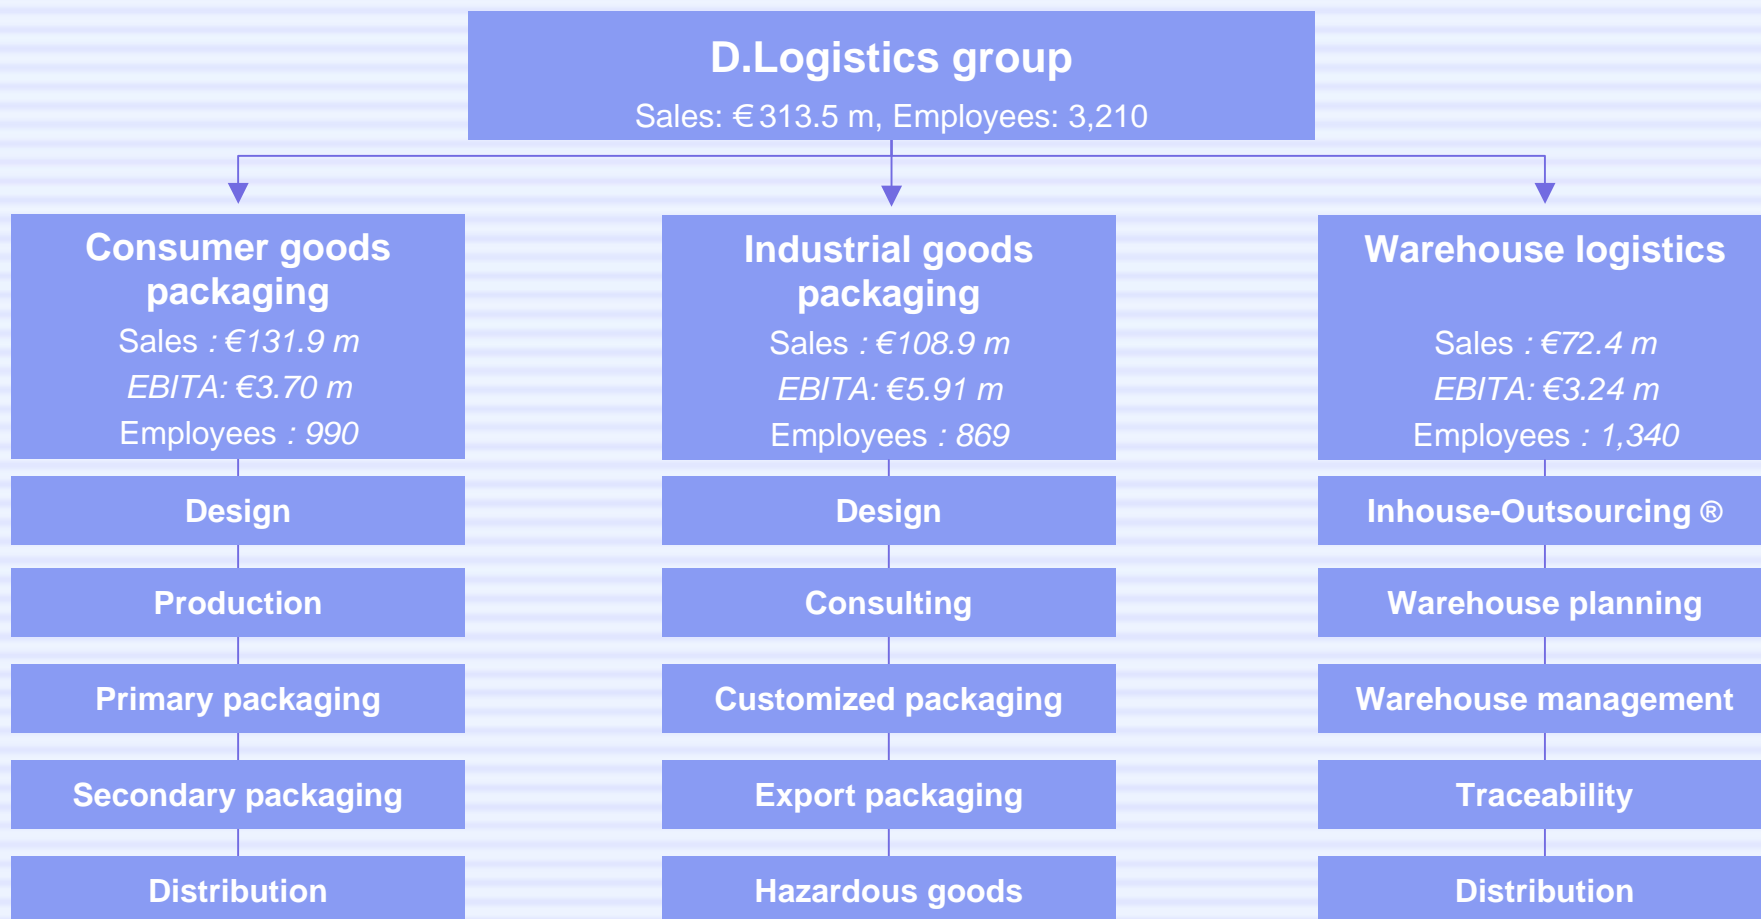 D.Logistics group
Sales: € 313.5 m, Employees: 3,210
Consumer goods
packaging
Sales : €131.9 m
EBITA: €3.70 m
Employees : 990
Design
Production
Primary packaging
Secondary packaging
Distribution
Industrial goods
packaging
Sales : €108.9 m
EBITA: €5.91 m
Employees : 869
Design
Consulting
Customized packaging
Export packaging
Hazardous goods
Warehouse logistics
Sales : €72.4 m
EBITA: €3.24 m
Employees : 1,340
Inhouse-Outsourcing ®
Warehouse planning
Warehouse management
Traceability
Distribution